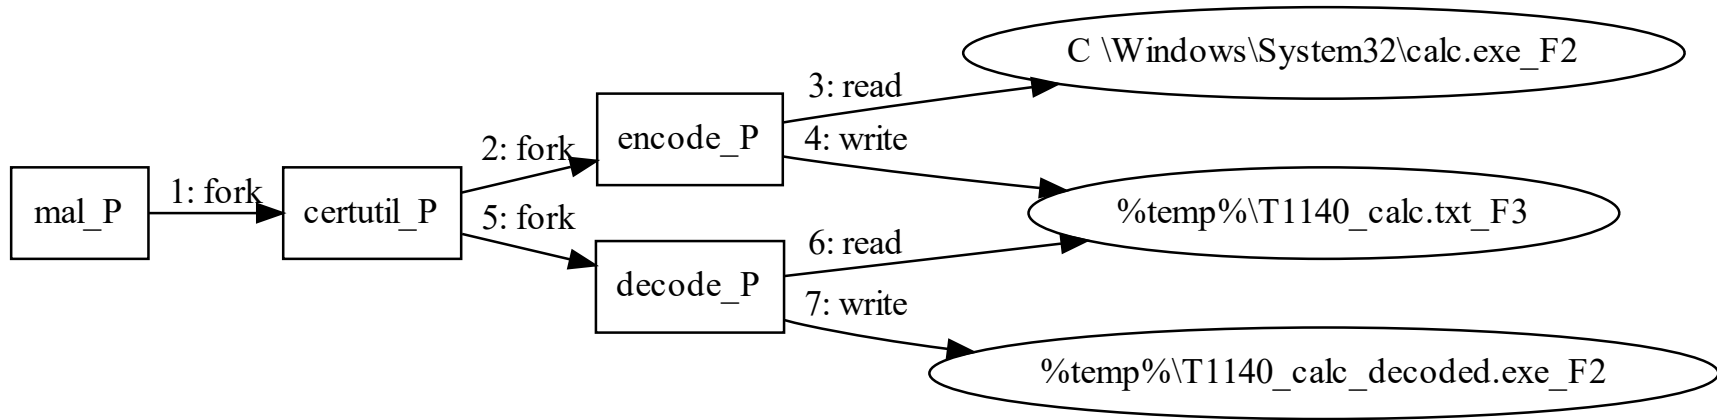 mal_P
1: fork
certutil_P
2: fork
5: fork
encode_P
decode_P
3: read
4: write
6: read
7: write
C \Windows\System32\calc.exe_F2
%temp%\T1140_calc.txt_F3
%temp%\T1140_calc_decoded.exe_F2